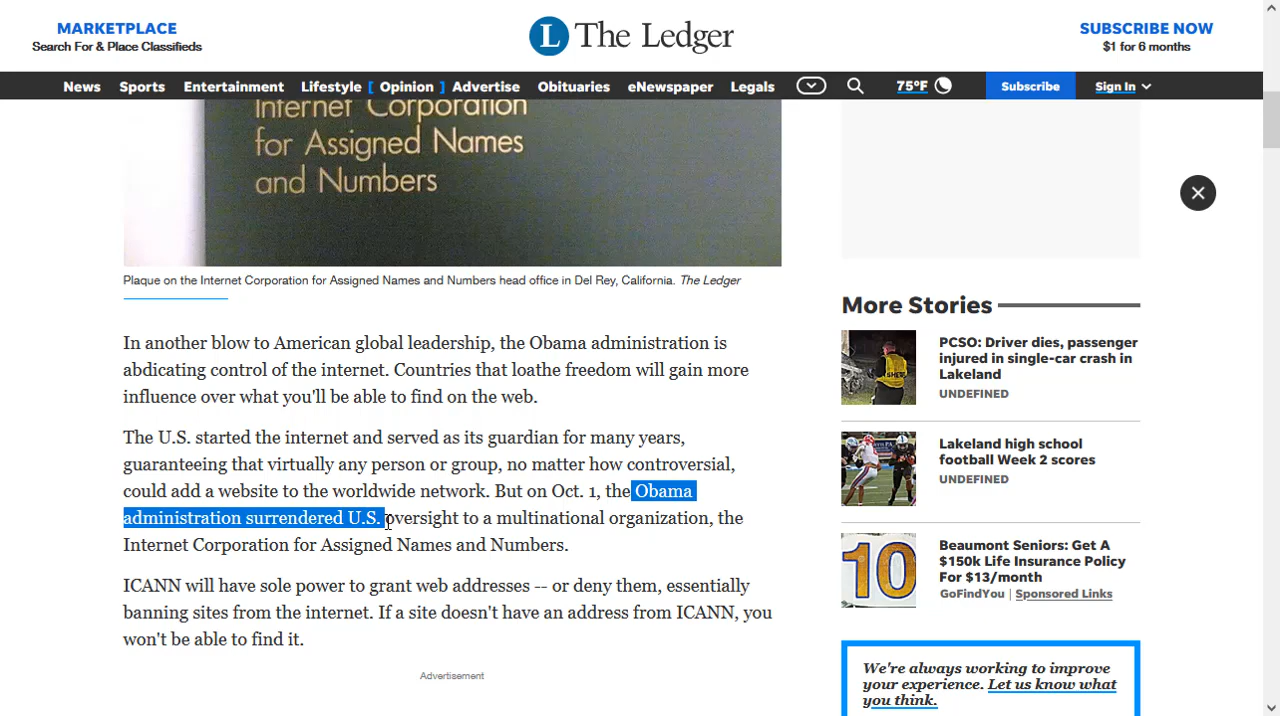 MARKETPLACE
Search For & Place Classifieds
L The Ledger
SUBSCRIBE NOW
$1 for 6 months
News Sports Entertainment Lifestyle [ Opinion ] Advertise Obituaries eNewspaper Legals 75°F Subscribe Sign In
Internet Corporation
for Assigned Names
and Numbers
Plaque on the Internet Corporation for Assigned Names and Numbers head office in Del Rey, California. The Ledger
In another blow to American global leadership, the Obama administration is
abdicating control of the internet. Countries that loathe freedom will gain more
influence over what you'll be able to find on the web.
The U.S. started the internet and served as its guardian for many years,
guaranteeing that virtually any person or group, no matter how controversial,
could add a website to the worldwide network. But on Oct. 1, the Obama
administration surrendered U.S. oversight to a multinational organization, the
Internet Corporation for Assigned Names and Numbers.
ICANN will have sole power to grant web addresses -- or deny them, essentially
banning sites from the internet. If a site doesn't have an address from ICANN, you
won't be able to find it.
Advertisement
More Stories
PCSO: Driver dies, passenger
injured in single-car crash in
Lakeland
UNDEFINED
Lakeland high school
football Week 2 scores
UNDEFINED
10
Beaumont Seniors: Get A
$150k Life Insurance Policy
For $13/month
GoFindYou | Sponsored Links
We're always working to improve
your experience. Let us know what
you think.